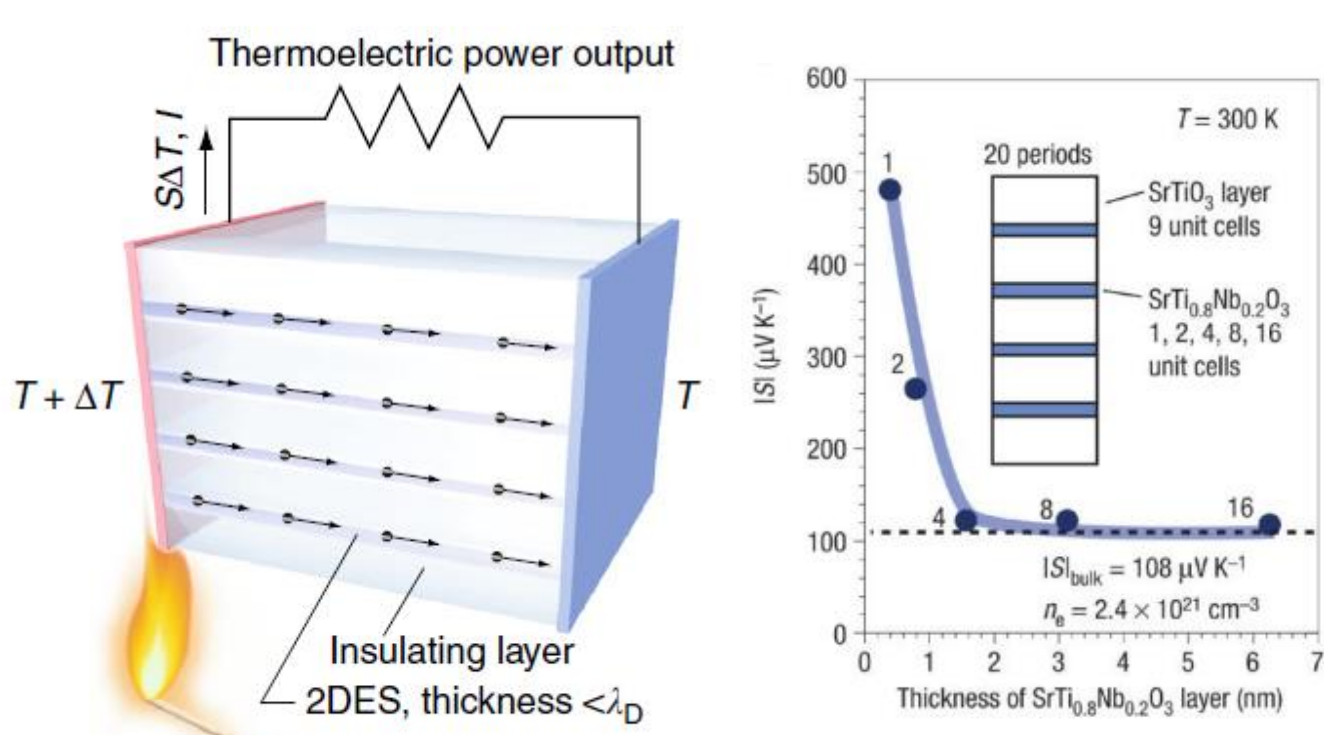 Thermoelectric power output
SΔT, I
T + ΔT
T
Insulating layer
2DES, thickness <λ_D
600
500
400
300
200
100
0
|S| (μV K⁻¹)
T = 300 K
20 periods
SrTiO₃ layer
9 unit cells
SrTi₀.₈Nb₀.₂O₃
1, 2, 4, 8, 16
unit cells
1
2
4
8
16
|S|bulk = 108 μV K⁻¹
nₑ = 2.4 × 10²¹ cm⁻³
0 1 2 3 4 5 6 7
Thickness of SrTi₀.₈Nb₀.₂O₃ layer (nm)